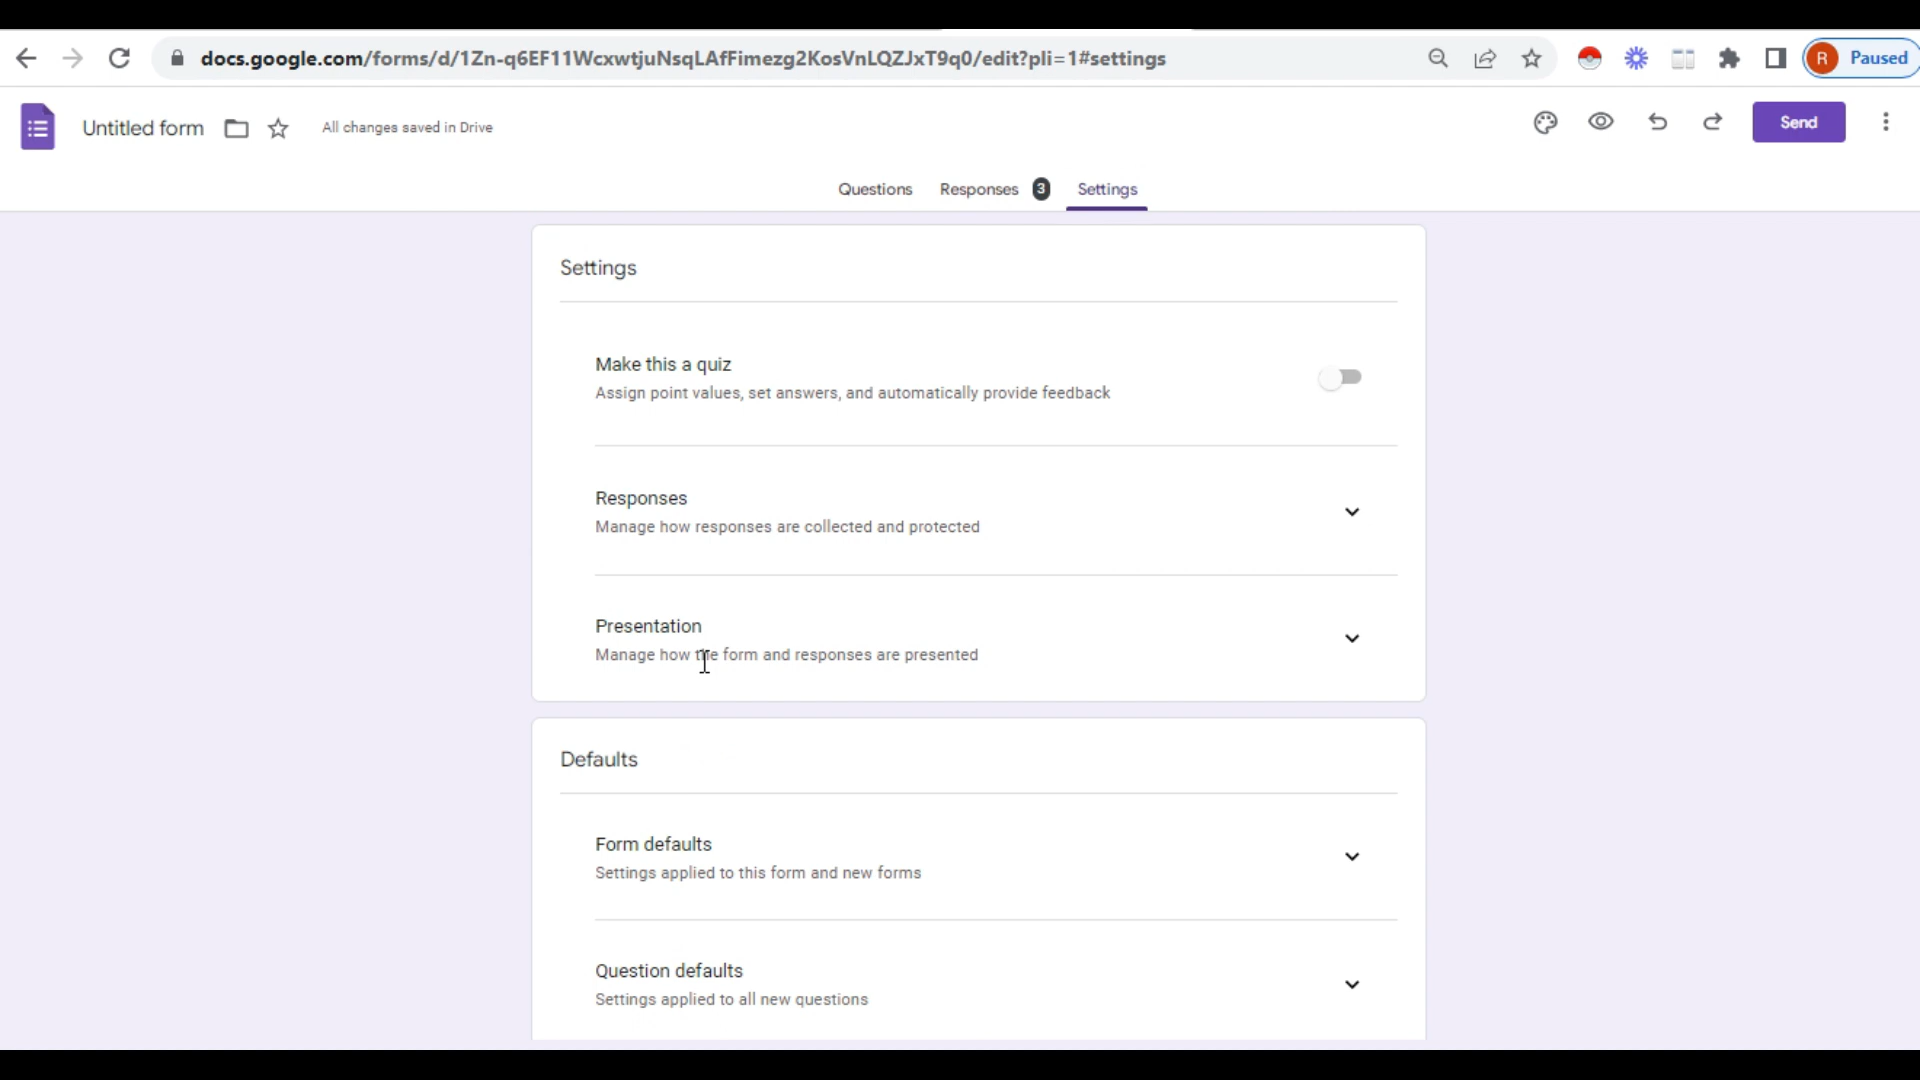 docs.google.com/forms/d/1Zn-q6EF11WcxwtjuNsqLAfFimezg2KosVnLQZJxT9q0/edit?pli=1#settings
R Paused
Untitled form
All changes saved in Drive
Send
Questions Responses 3 Settings
Settings
Make this a quiz
Assign point values, set answers, and automatically provide feedback
Responses
Manage how responses are collected and protected
Presentation
Manage how the form and responses are presented
Defaults
Form defaults
Settings applied to this form and new forms
Question defaults
Settings applied to all new questions